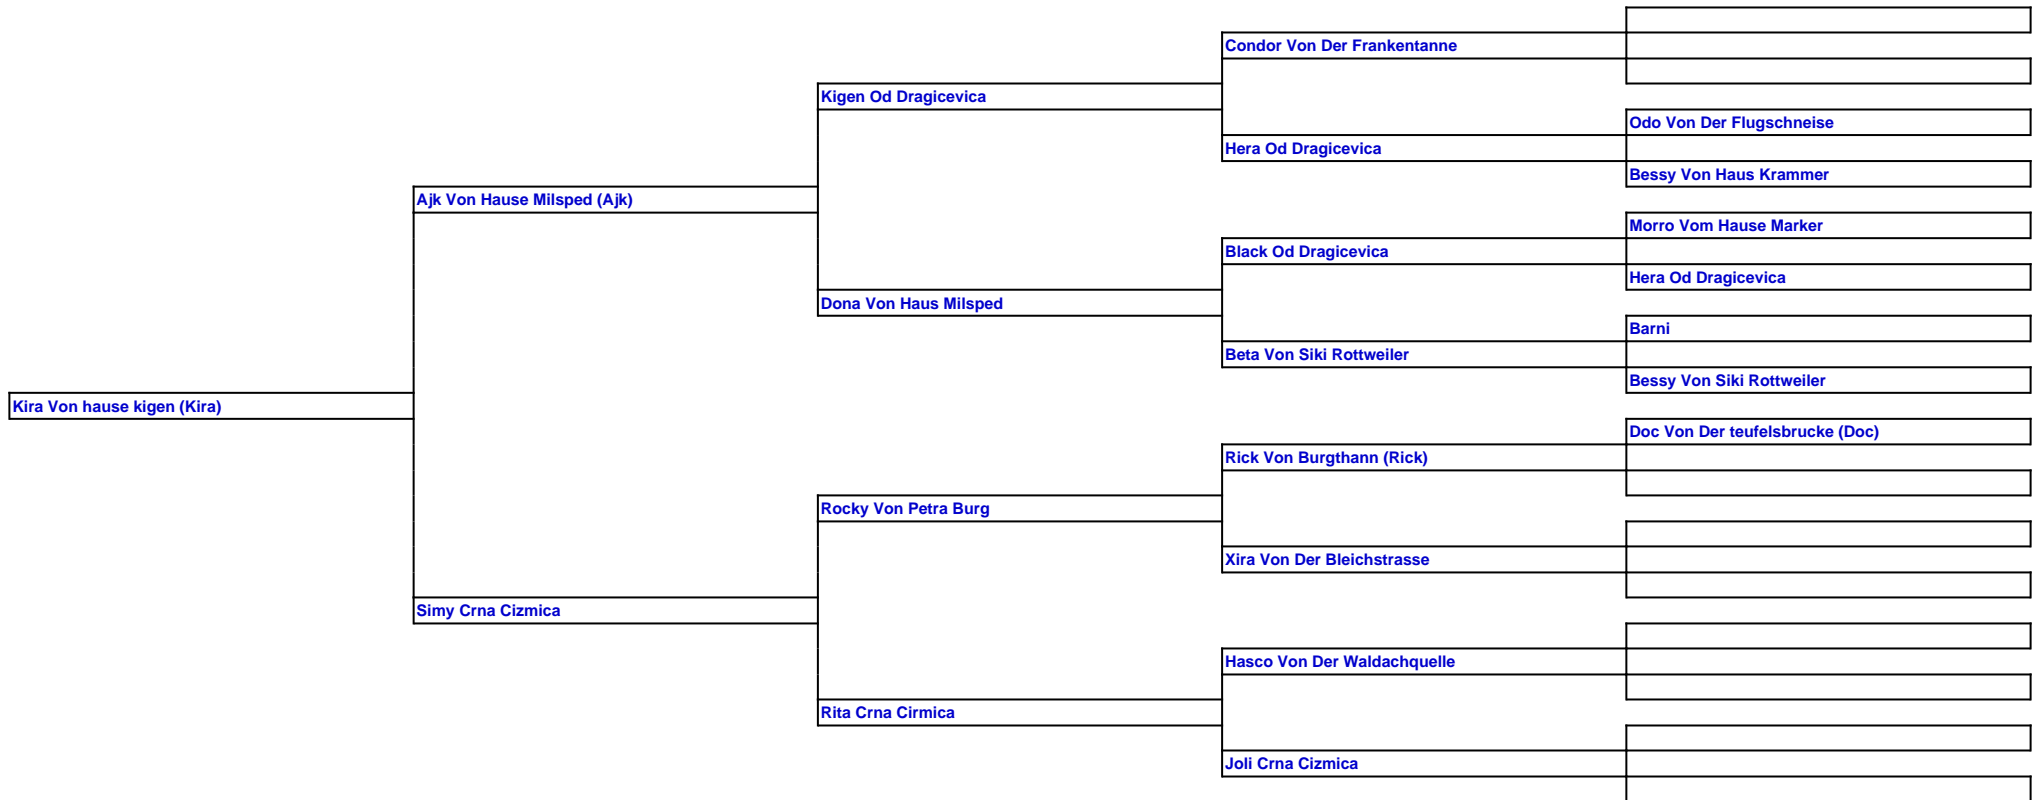 Condor Von Der Frankentanne
Kigen Od Dragicevica
Odo Von Der Flugschneise
Hera Od Dragicevica
Bessy Von Haus Krammer
Ajk Von Hause Milsped (Ajk)
Morro Vom Hause Marker
Black Od Dragicevica
Hera Od Dragicevica
Dona Von Haus Milsped
Barni
Beta Von Siki Rottweiler
Bessy Von Siki Rottweiler
Kira Von hause kigen (Kira)
Doc Von Der teufelsbrucke (Doc)
Rick Von Burgthann (Rick)
Rocky Von Petra Burg
Xira Von Der Bleichstrasse
Simy Crna Cizmica
Hasco Von Der Waldachquelle
Rita Crna Cirmica
Joli Crna Cizmica